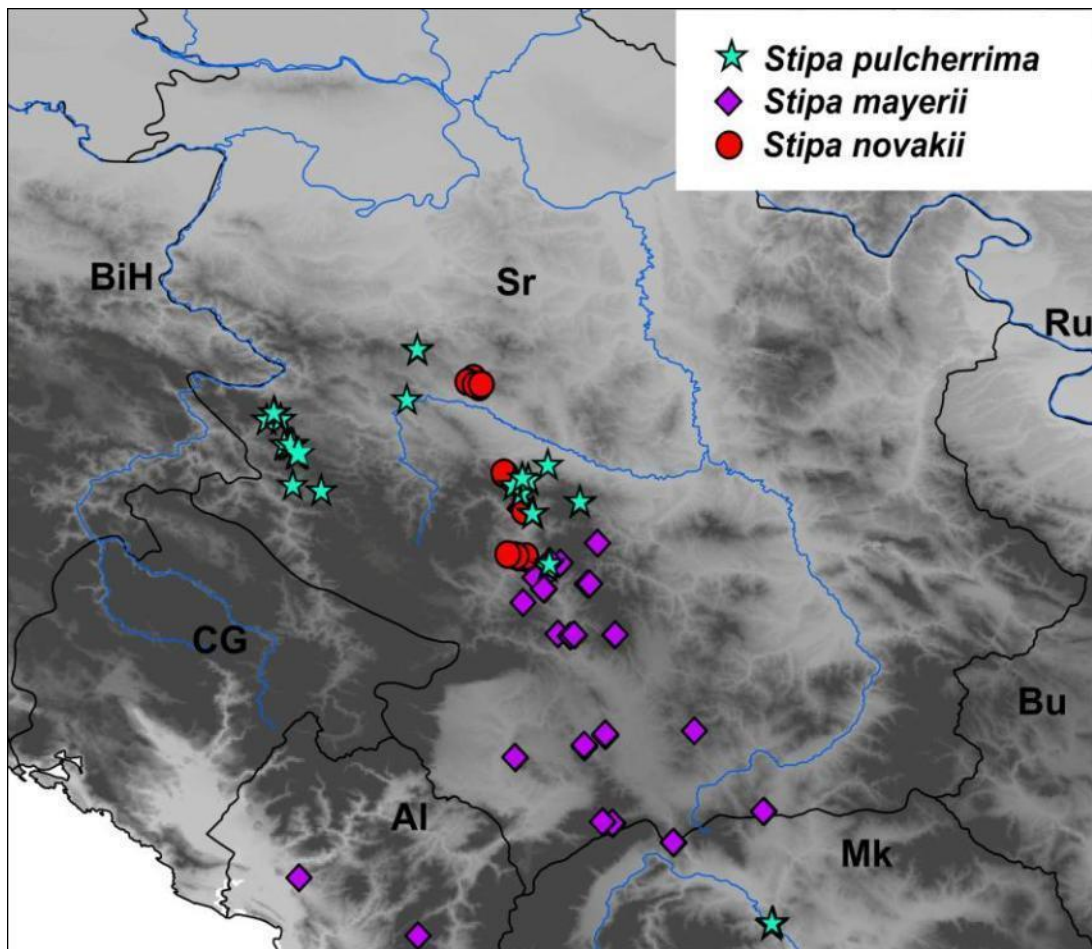 Stipa pulcherrima
Stipa mayerii
Stipa novakii
BiH
Sr
Ru
CG
Bu
Al
Mk